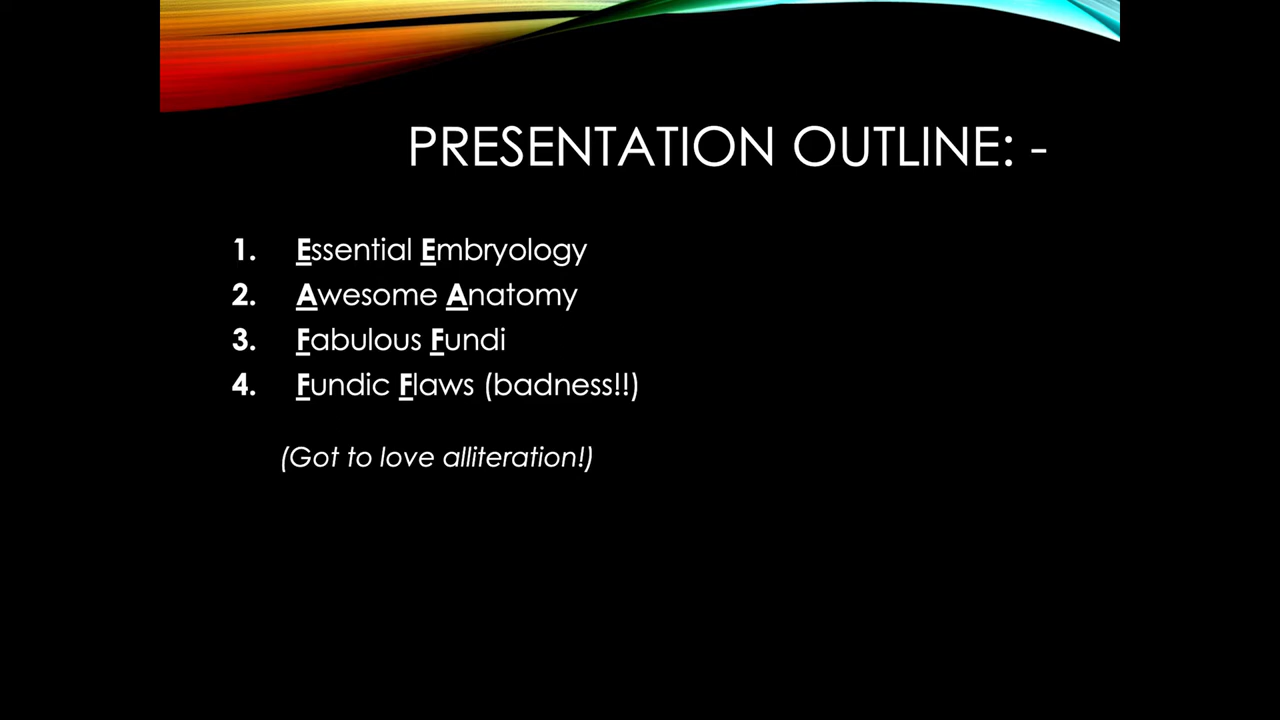 PRESENTATION OUTLINE: -
1. Essential Embryology
2. Awesome Anatomy
3. Fabulous Fundi
4. Fundic Flaws (badness!!)
(Got to love alliteration!)